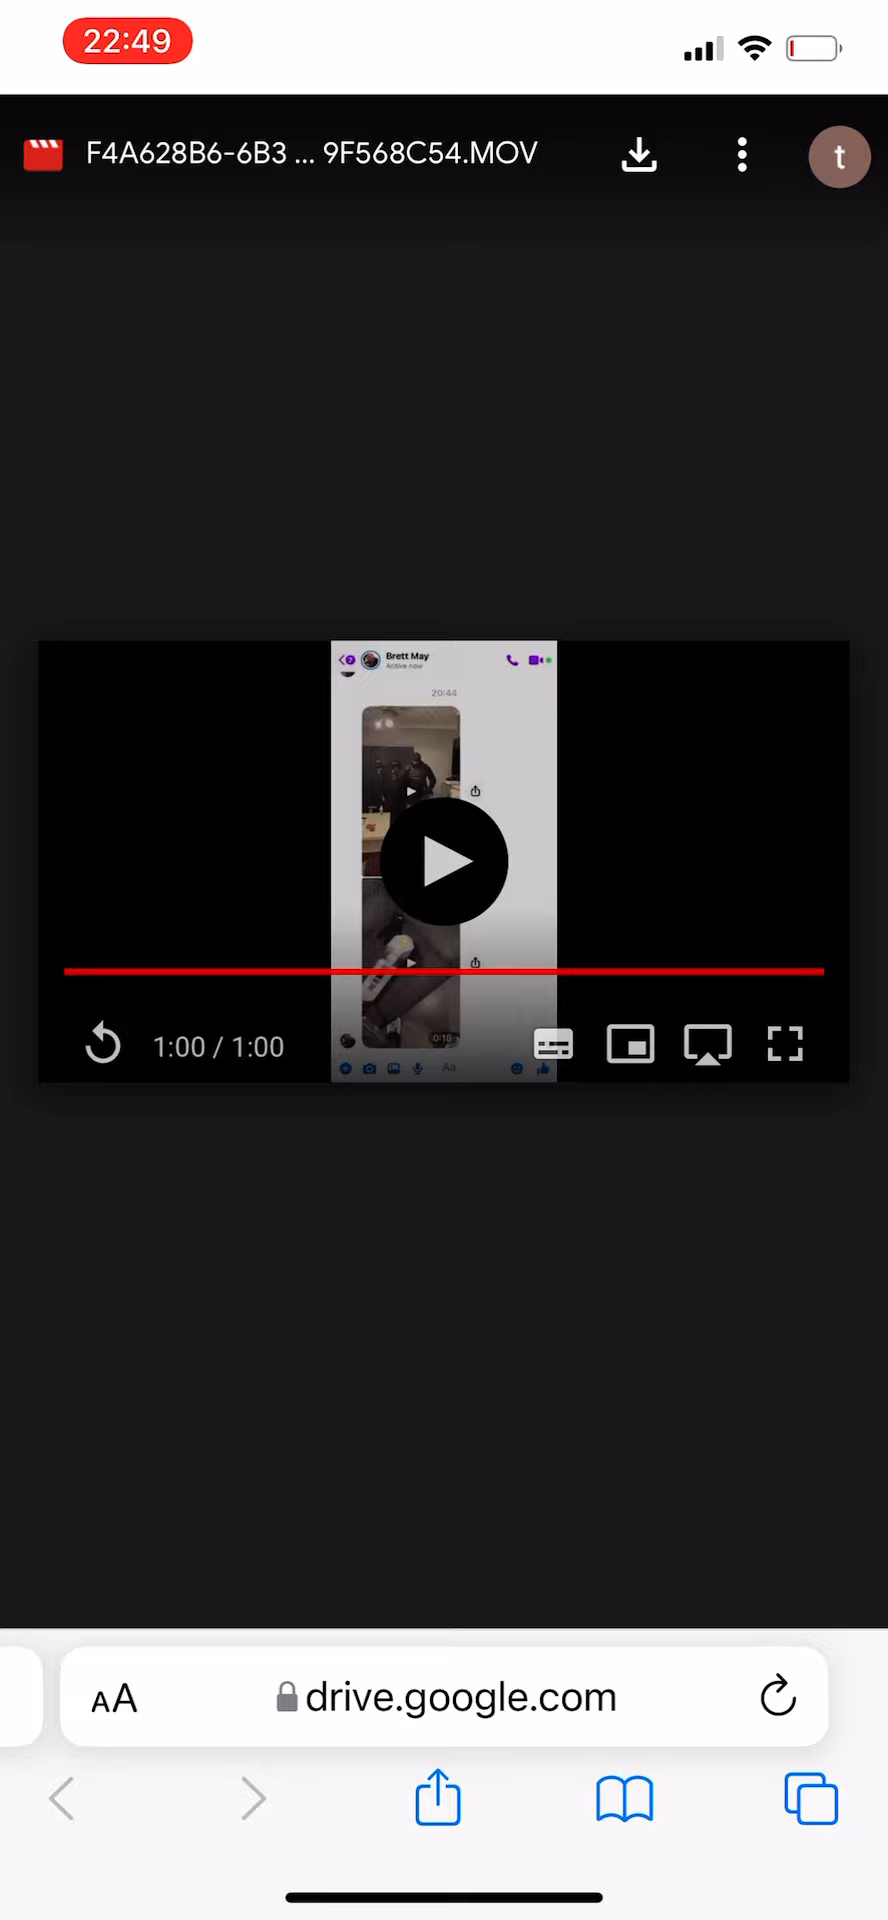 22:49
F4A628B6-6B3 ... 9F568C54.MOV
t
Brett May
Active now
20:44
0:18
Aa
1:00 / 1:00
AA
drive.google.com